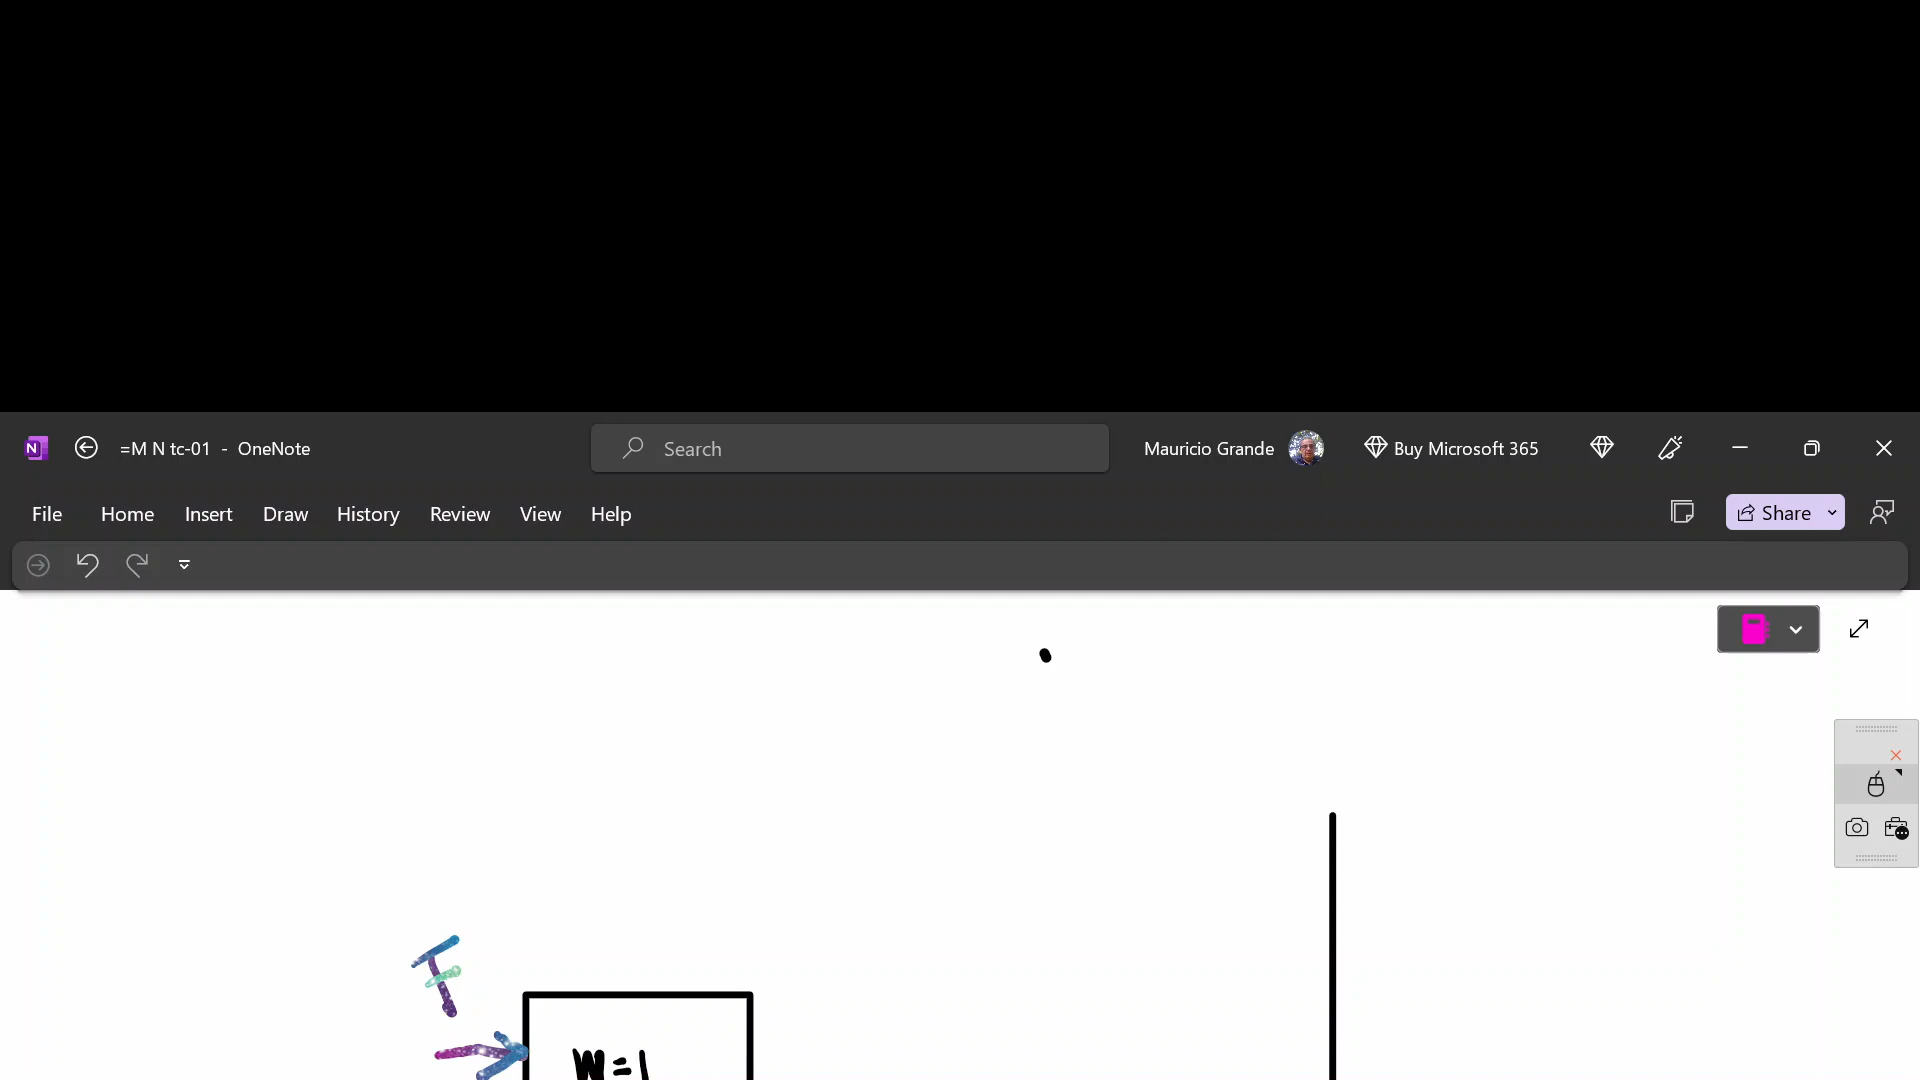 =M N tc-01 - OneNote
Search
Mauricio Grande
Buy Microsoft 365
File Home Insert Draw History Review View Help
Share
F
W=1